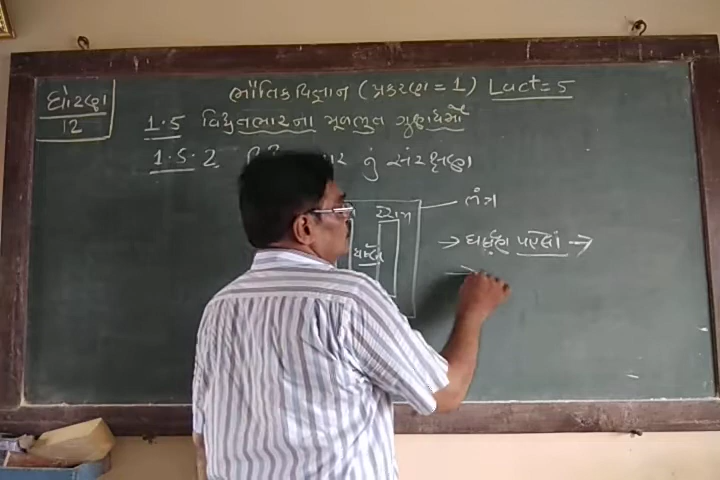 ભૌતિક વિજ્ઞાન ( પ્રકરણ = 1 ) Lect = 5
ધોરણ
12
1.5 વિદ્યુતભારના મૂળભૂત ગુણધર્મો
1.5.2 નું સંરક્ષણ
તંત્ર
રેશમ
ઘર્ષણ
→ ઘર્ષણ પહેલાં →
→